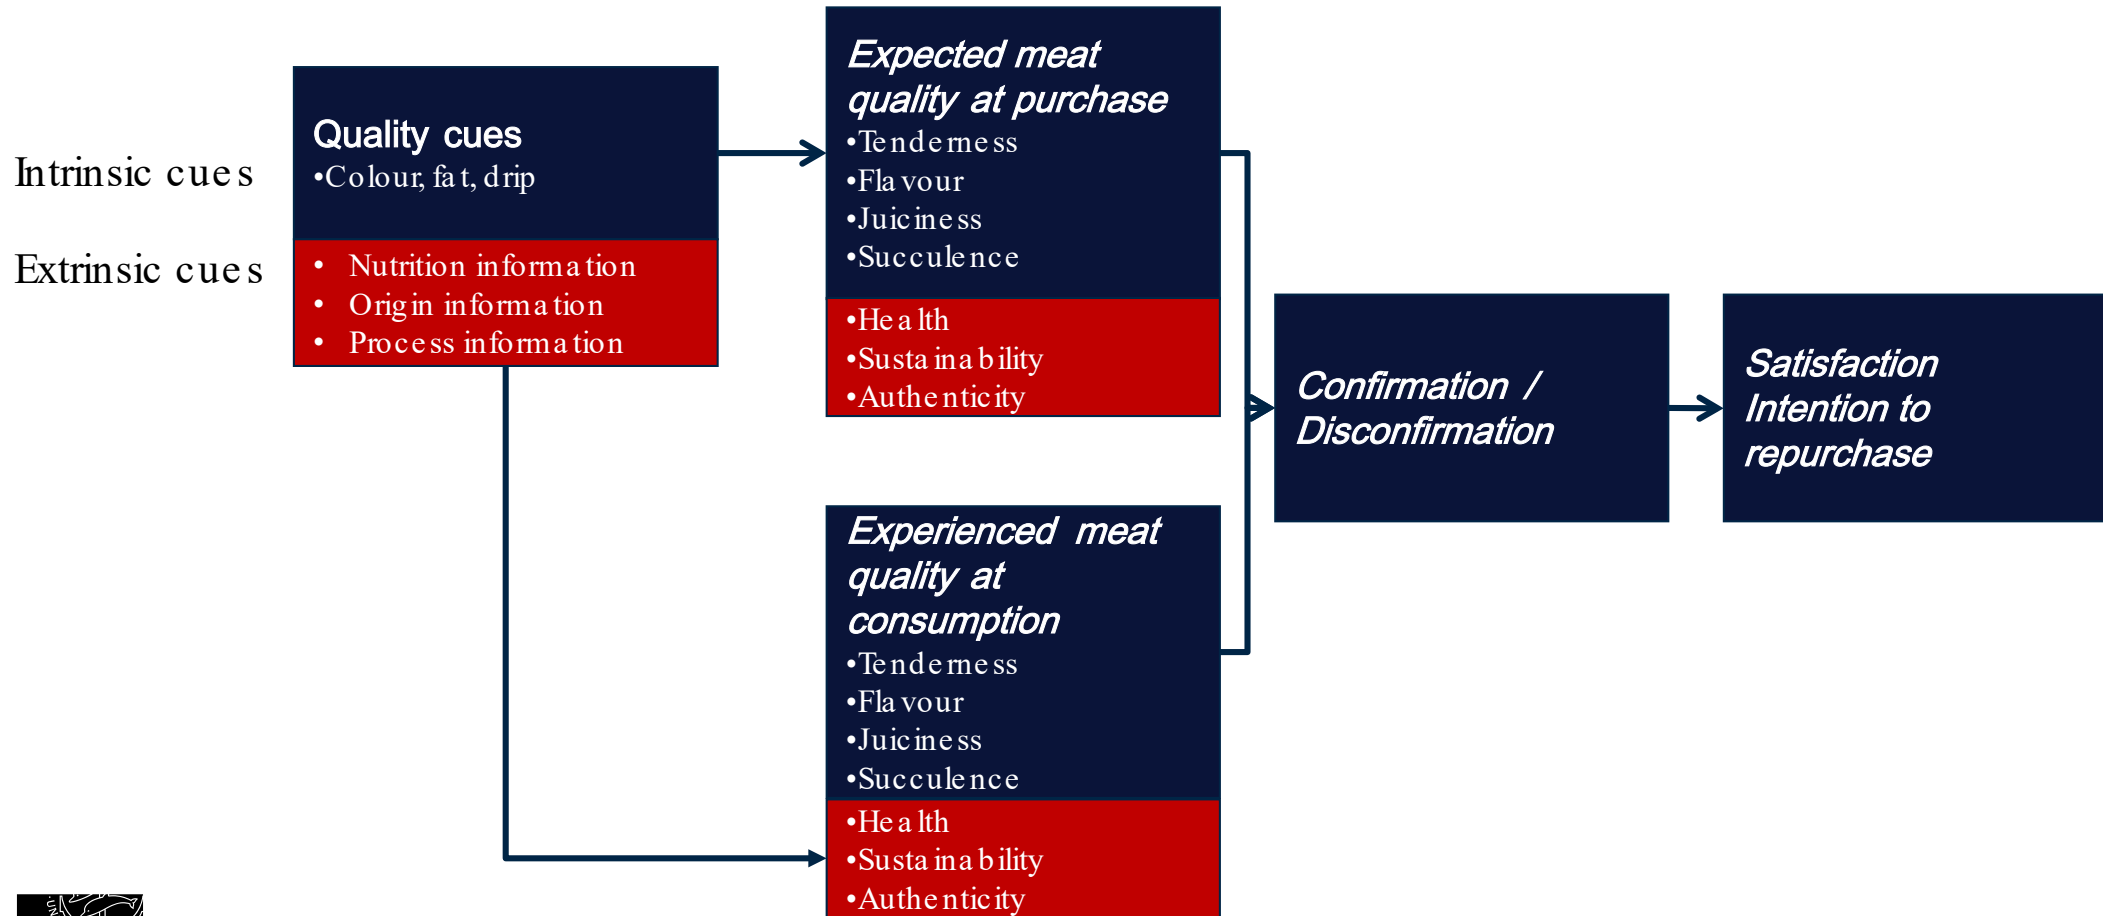 Intrinsic cues
Extrinsic cues
Quality cues
•Colour, fat, drip
• Nutrition information
• Origin information
• Process information
Expected meat
quality at purchase
•Tenderness
•Flavour
•Juiciness
•Succulence
•Health
•Sustainability
•Authenticity
Experienced meat
quality at
consumption
•Tenderness
•Flavour
•Juiciness
•Succulence
•Health
•Sustainability
•Authenticity
Confirmation /
Disconfirmation
Satisfaction
Intention to
repurchase